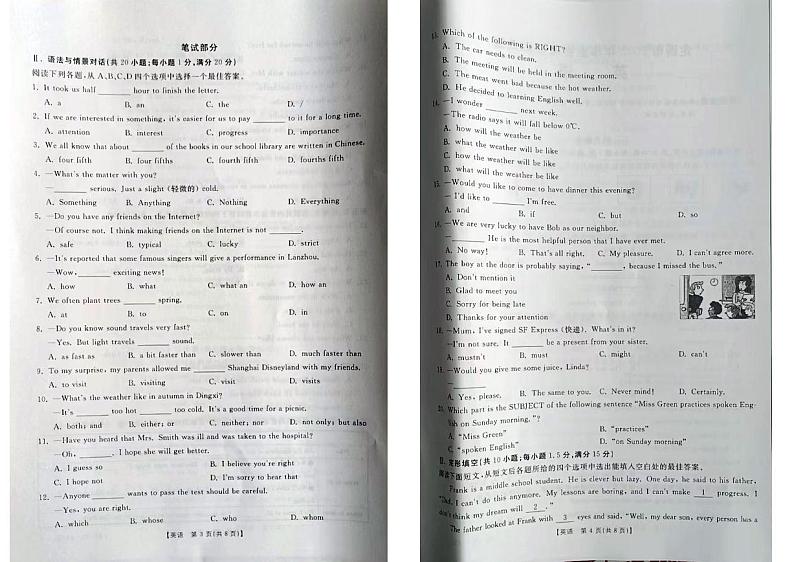 笔试部分
Ⅱ. 语法与情景对话(共 20 小题;每小题 1 分,满分 20 分)
阅读下列各题,从 A,B,C,D 四个选项中选择一个最佳答案。
1. It took us half ________ hour to finish the letter.
A. a B. an C. the D. /
2. If we are interested in something, it's easier for us to pay ________ to it for a long time.
A. attention B. interest C. progress D. importance
3. We all know that about ________ of the books in our school library are written in Chinese.
A. four fifth B. four fifths C. fourth fifth D. fourths fifth
4. —What's the matter with you?
—________ serious. Just a slight (轻微的) cold.
A. Something B. Anything C. Nothing D. Everything
5. —Do you have any friends on the Internet?
—Of course not. I think making friends on the Internet is not ________.
A. safe B. typical C. lucky D. strict
6. —It's reported that some famous singers will give a performance in Lanzhou.
—Wow, ________ exciting news!
A. how B. what C. what an D. how an
7. We often plant trees ________ spring.
A. at B. to C. on D. in
8. —Do you know sound travels very fast?
—Yes. But light travels ________ sound.
A. as fast as B. a bit faster than C. slower than D. much faster than
9. To my surprise, my parents allowed me ________ Shanghai Disneyland with my friends.
A. to visit B. visiting C. visit D. visits
10. —What's the weather like in autumn in Dingxi?
—It's ________ too hot ________ too cold. It's a good time for a picnic.
A. both; and B. either; or C. neither; nor D. not only; but also
11. —Have you heard that Mrs. Smith was ill and was taken to the hospital?
—Oh, ________. I hope she will get better.
A. I guess so B. I believe you're right
C. I hope not D. I'm sorry to hear that
12. —Anyone ________ wants to pass the test should be careful.
—Yes, you are right.
A. which B. whose C. who D. whom
【英语 第 3 页(共 8 页)】
13. Which of the following is RIGHT?
A. The car needs to clean.
B. The meeting will be held in the meeting room.
C. The meat went bad because the hot weather.
D. He decided to learning English well.
14. —I wonder ________ next week.
—The radio says it will fall below 0℃.
A. how will the weather be
B. what the weather will be like
C. how the weather will be like
D. what will the weather be like
15. —Would you like to come to have dinner this evening?
— I'd like to ________ I'm free.
A. and B. if C. but D. so
16. —We are very lucky to have Bob as our neighbor.
—________ He is the most helpful person that I have ever met.
A. No way! B. That's all right. C. My pleasure. D. I can't agree more.
17. The boy at the door is probably saying, "________, because I missed the bus."
A. Don't mention it
B. Glad to meet you
C. Sorry for being late
D. Thanks for your attention
18. —Mum, I've signed SF Express (快递). What's in it?
—I'm not sure. It ________ be a present from your sister.
A. mustn't B. must C. might D. can't
19. —Would you give me some juice, Linda?
—________
A. Yes, please. B. The same to you. C. Never mind! D. Certainly.
20. Which part is the SUBJECT of the following sentence "Miss Green practices spoken Eng-
lish on Sunday morning."?
A. "Miss Green" B. "practices"
C. "spoken English" D. "on Sunday morning"
Ⅲ. 完形填空(共 10 小题;每小题 1.5 分,满分 15 分)
阅读下面短文,从短文后各题所给的四个选项中选出能填入空白处的最佳答案。
Frank is a middle school student. He is clever but lazy. One day, he said to his father,
"Dad, I can't do this anymore. My lessons are boring, and I can't make 1 progress. I
don't think my dream will 2 ."
The father looked at Frank with 3 eyes and said, "Well, my dear son, every person has a
【英语 第 4 页(共 8 页)】